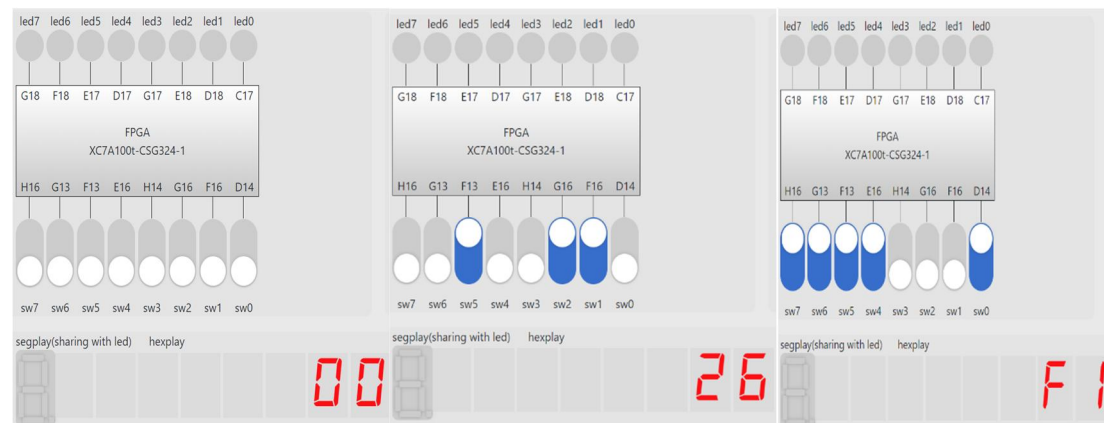 led7 led6 led5 led4 led3 led2 led1 led0
G18 F18 E17 D17 G17 E18 D18 C17
FPGA
XC7A100t-CSG324-1
H16 G13 F13 E16 H14 G16 F16 D14
sw7 sw6 sw5 sw4 sw3 sw2 sw1 sw0
segplay(sharing with led) hexplay
00
led7 led6 led5 led4 led3 led2 led1 led0
G18 F18 E17 D17 G17 E18 D18 C17
FPGA
XC7A100t-CSG324-1
H16 G13 F13 E16 H14 G16 F16 D14
sw7 sw6 sw5 sw4 sw3 sw2 sw1 sw0
segplay(sharing with led) hexplay
26
led7 led6 led5 led4 led3 led2 led1 led0
G18 F18 E17 D17 G17 E18 D18 C17
FPGA
XC7A100t-CSG324-1
H16 G13 F13 E16 H14 G16 F16 D14
sw7 sw6 sw5 sw4 sw3 sw2 sw1 sw0
segplay(sharing with led) hexplay
F1